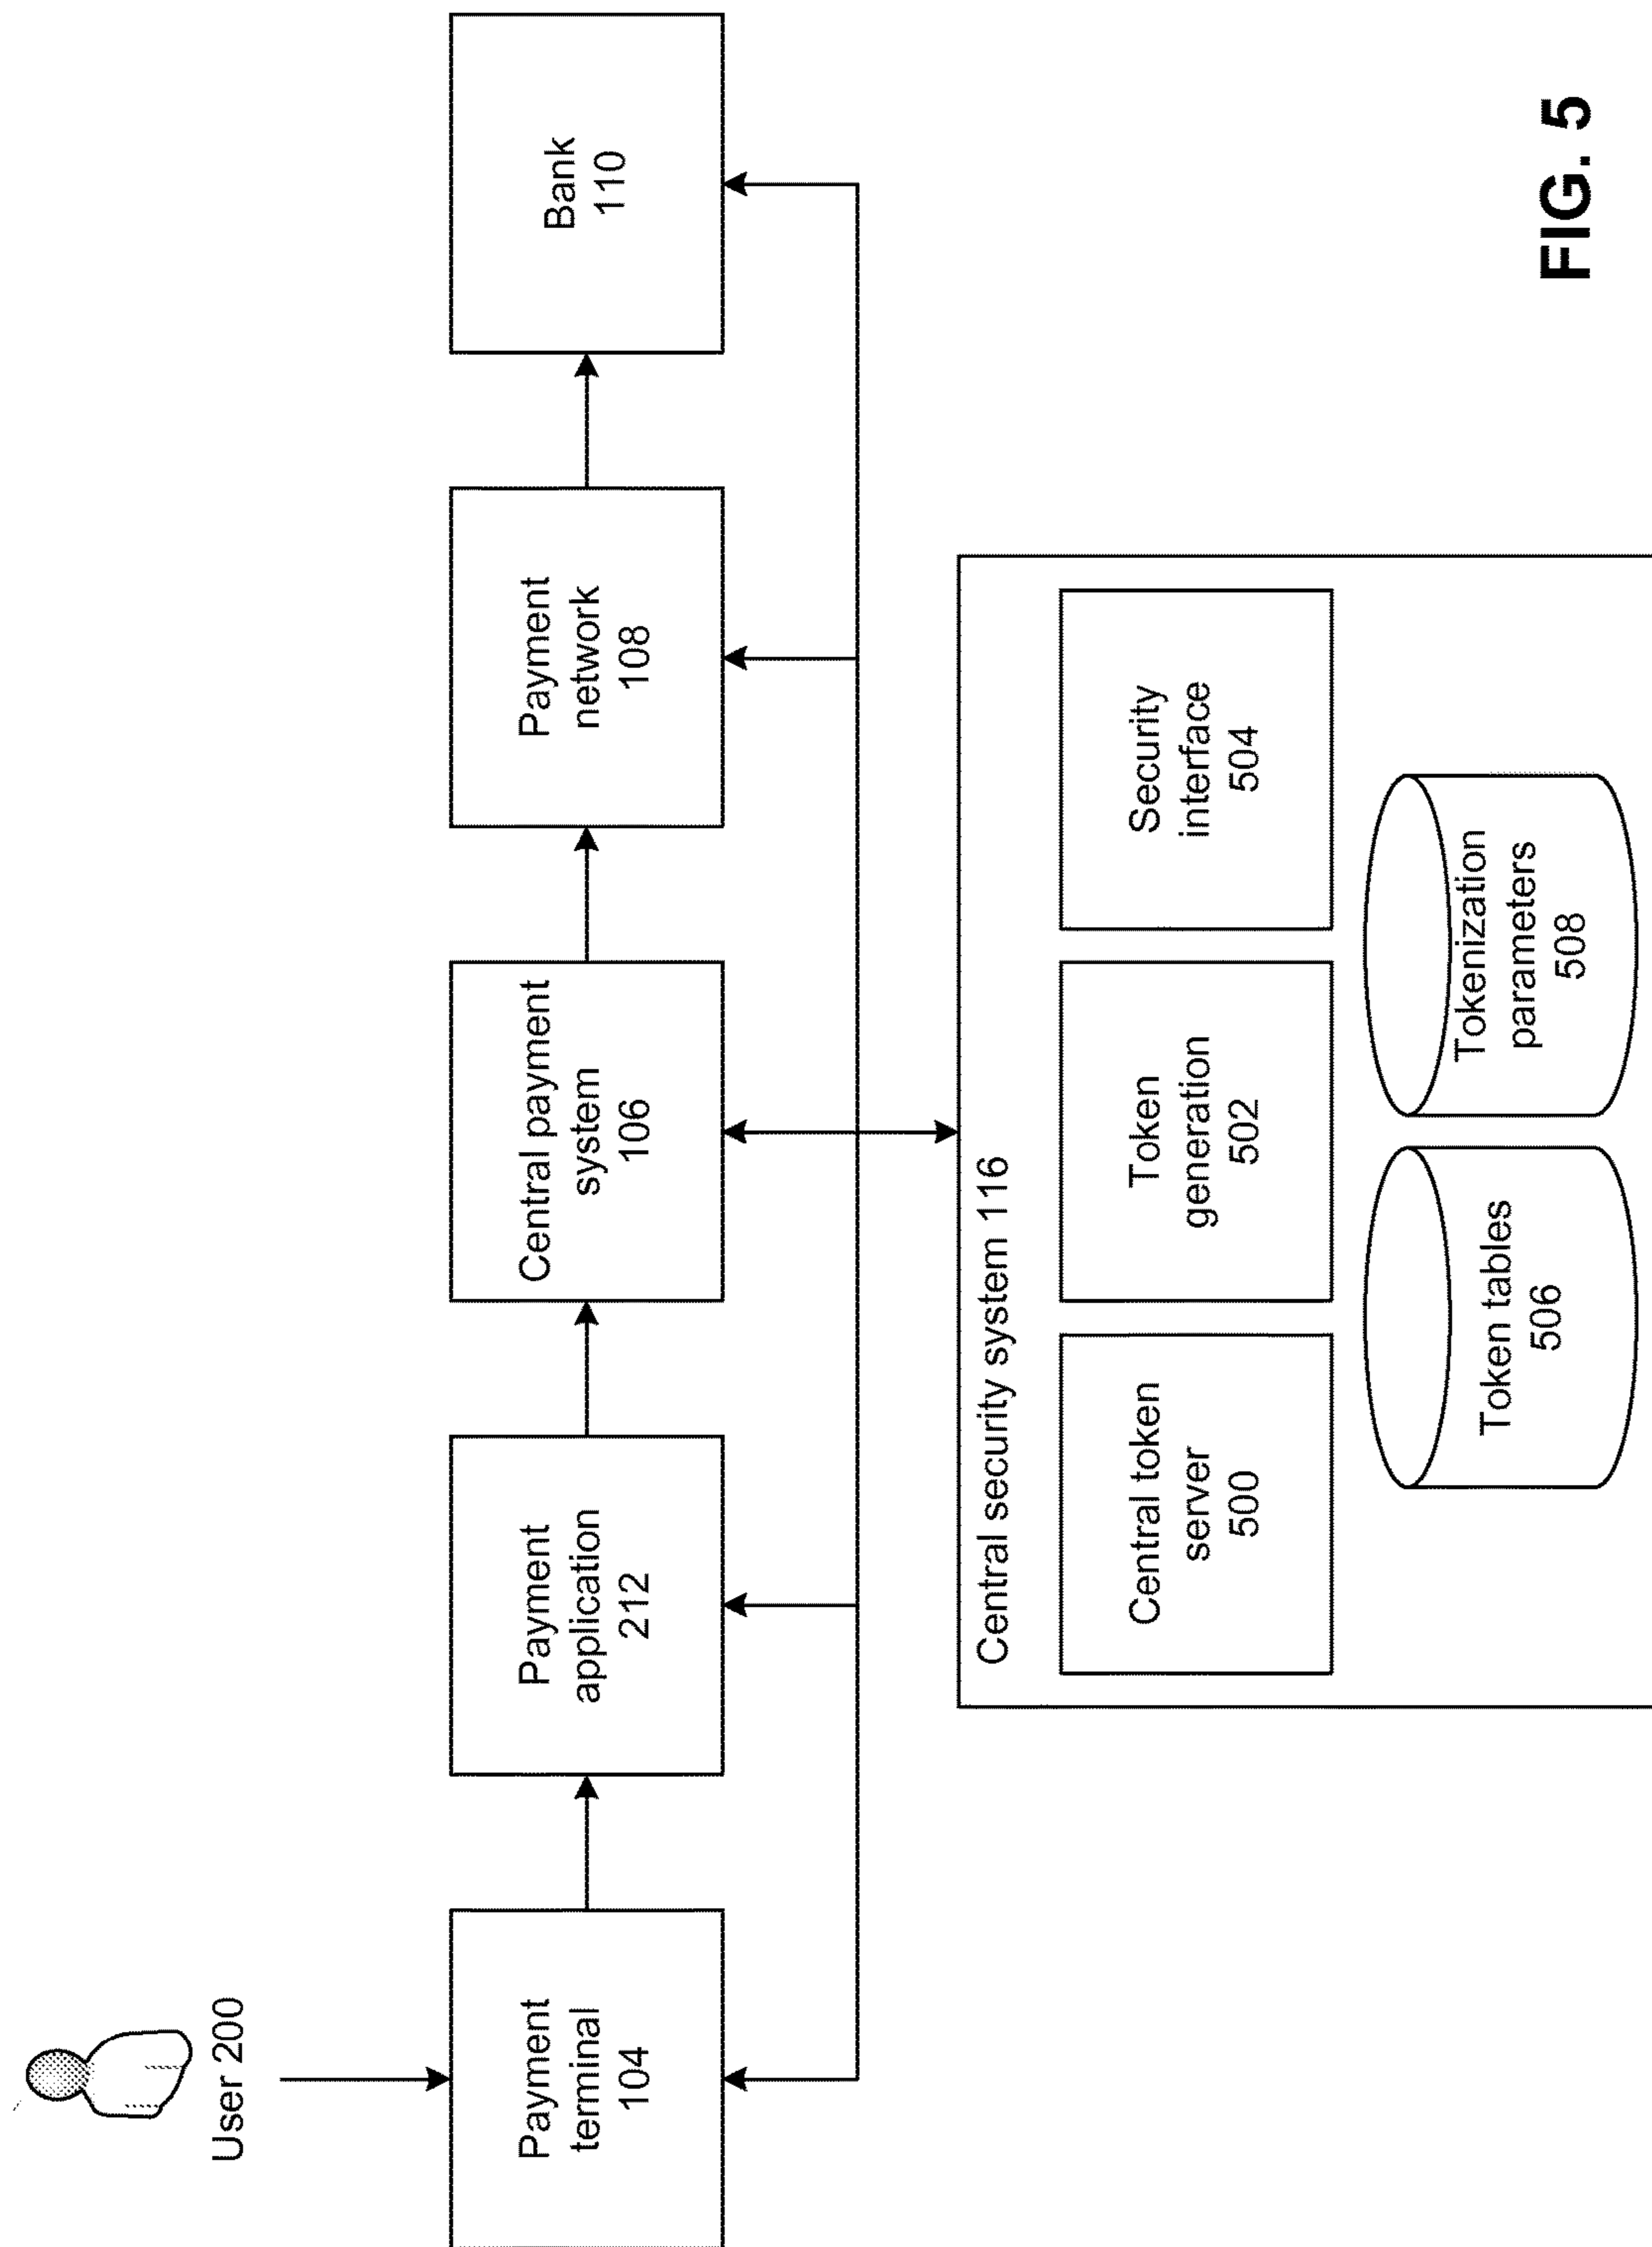 User 200
Payment
terminal
104
Payment
application
212
Central payment
system
106
Payment
network
108
Bank
110
Central security system 116
Central token
server
500
Token
generation
502
Security
interface
504
Token tables
506
Tokenization
parameters
508
FIG. 5